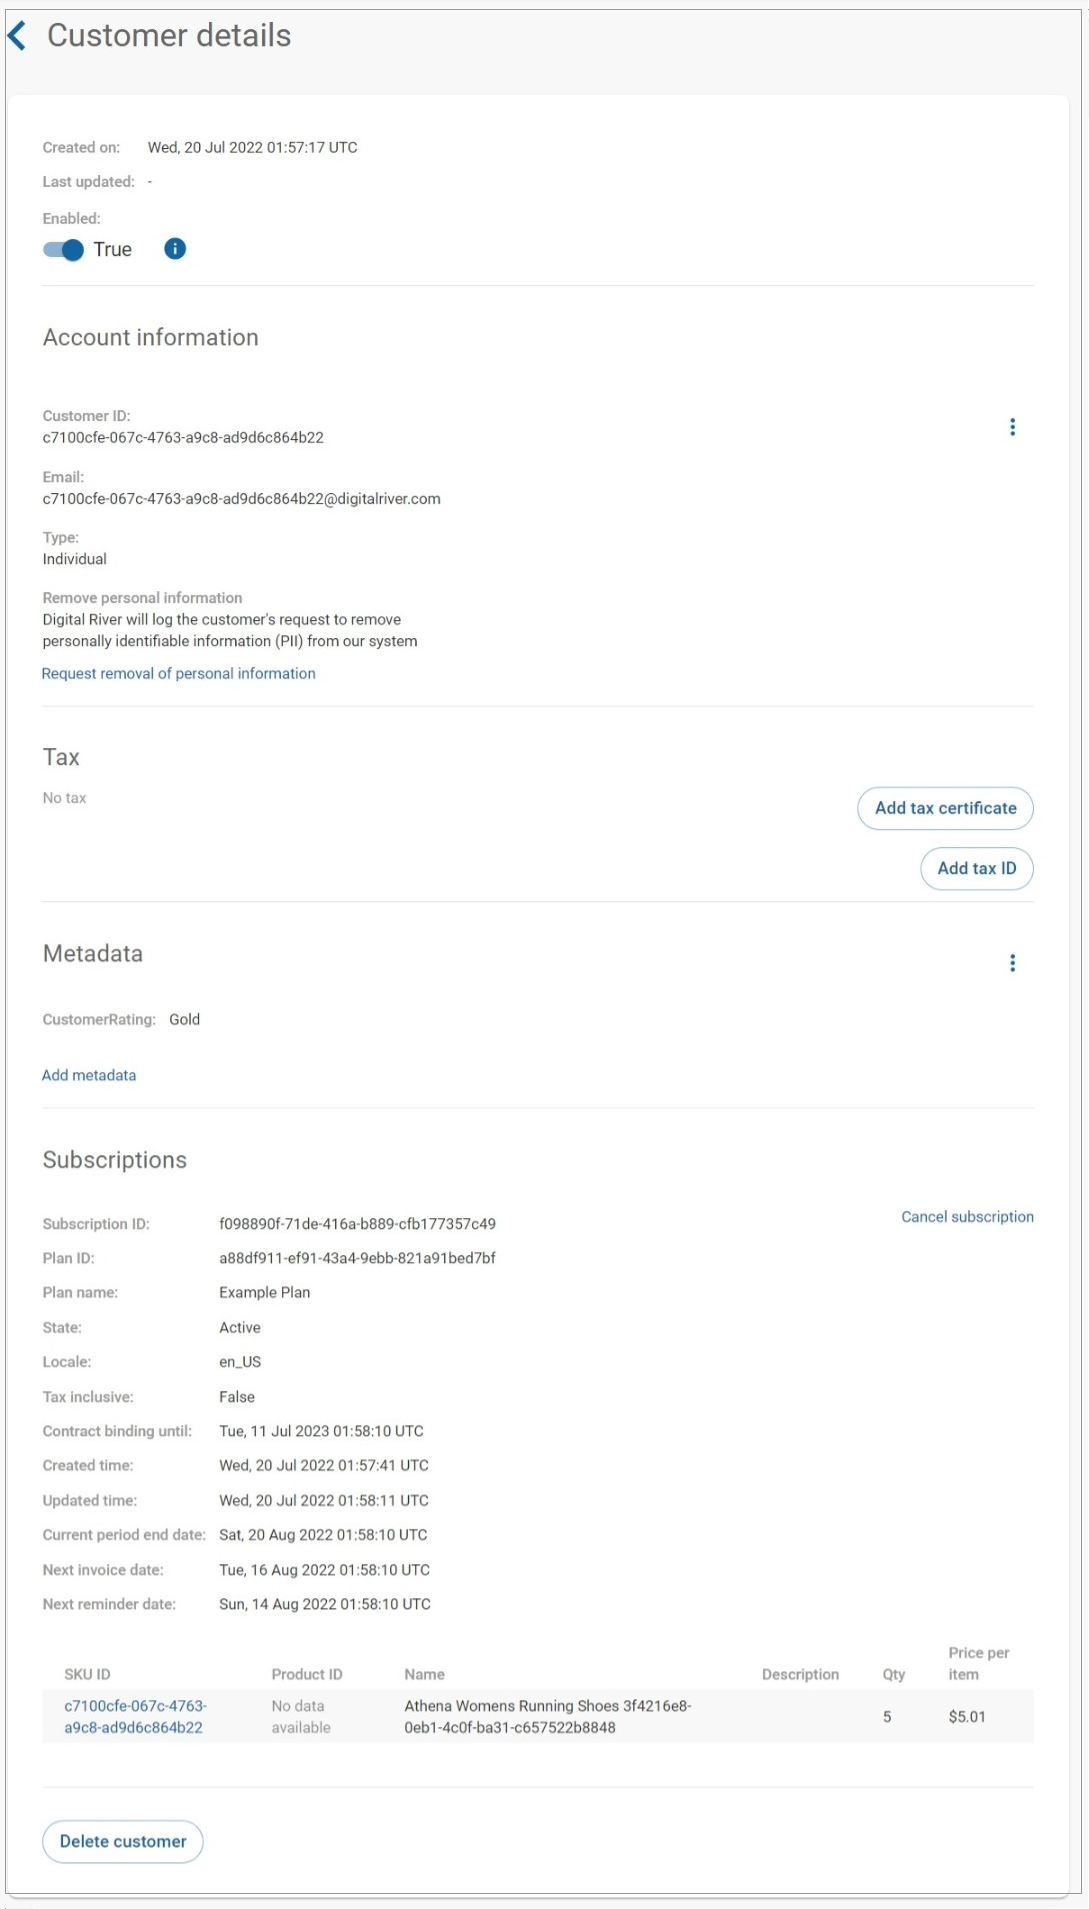 Customer details
Created on: Wed, 20 Jul 2022 01:57:17 UTC
Last updated: -
Enabled:
True
Account information
Customer ID:
c7100cfe-067c-4763-a9c8-ad9d6c864b22
Email:
c7100cfe-067c-4763-a9c8-ad9d6c864b22@digitalriver.com
Type:
Individual
Remove personal information
Digital River will log the customer's request to remove
personally identifiable information (PII) from our system
Request removal of personal information
Tax
No tax
Add tax certificate
Add tax ID
Metadata
CustomerRating: Gold
Add metadata
Subscriptions
Subscription ID: f098890f-71de-416a-b889-cfb177357c49 Cancel subscription
Plan ID: a88df911-ef91-43a4-9ebb-821a91bed7bf
Plan name: Example Plan
State: Active
Locale: en_US
Tax inclusive: False
Contract binding until: Tue, 11 Jul 2023 01:58:10 UTC
Created time: Wed, 20 Jul 2022 01:57:41 UTC
Updated time: Wed, 20 Jul 2022 01:58:11 UTC
Current period end date: Sat, 20 Aug 2022 01:58:10 UTC
Next invoice date: Tue, 16 Aug 2022 01:58:10 UTC
Next reminder date: Sun, 14 Aug 2022 01:58:10 UTC
Price per
SKU ID Product ID Name Description Qty item
c7100cfe-067c-4763- No data Athena Womens Running Shoes 3f4216e8-
a9c8-ad9d6c864b22 available 0eb1-4c0f-ba31-c657522b8848 5 $5.01
Delete customer